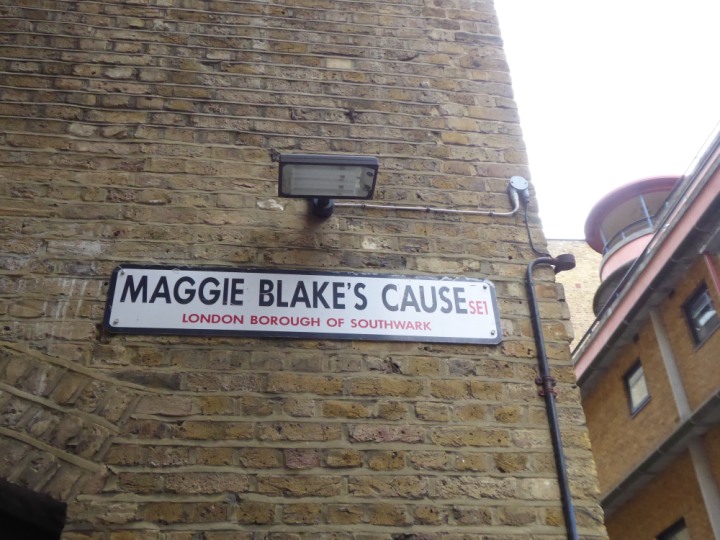 MAGGIE BLAKE'S CAUSE SE1
LONDON BOROUGH OF SOUTHWARK